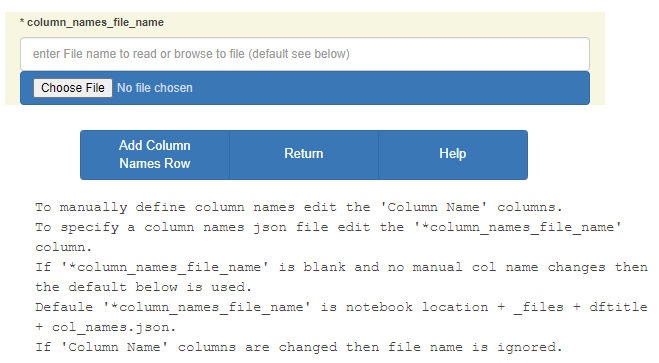 * column_names_file_name
enter File name to read or browse to file (default see below)
Choose File No file chosen
Add Column
Names Row
Return
Help
To manually define column names edit the 'Column Name' columns.
To specify a column names json file edit the '*column_names_file_name'
column.
If '*column_names_file_name' is blank and no manual col name changes then
the default below is used.
Defaule '*column_names_file_name' is notebook location + _files + dftitle
+ col_names.json.
If 'Column Name' columns are changed then file name is ignored.